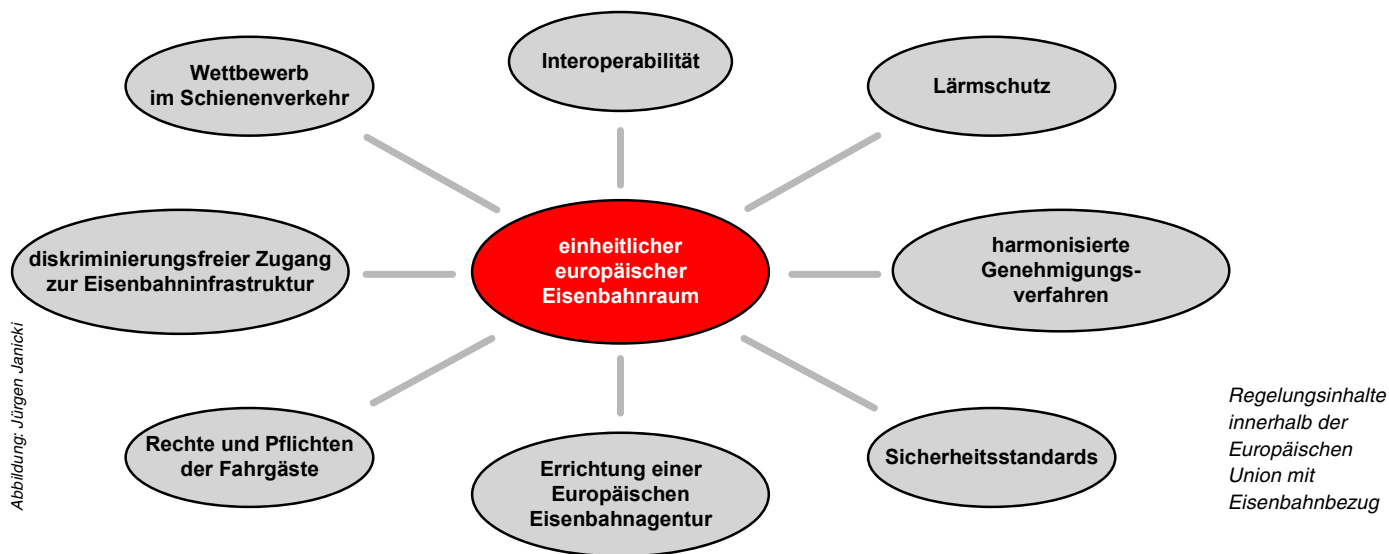 Wettbewerb
im Schienenverkehr
Interoperabilität
Lärmschutz
diskriminierungsfreier Zugang
zur Eisenbahninfrastruktur
einheitlicher
europäischer
Eisenbahnraum
harmonisierte
Genehmigungs-
verfahren
Rechte und Pflichten
der Fahrgäste
Errichtung einer
Europäischen
Eisenbahnagentur
Sicherheitsstandards
Abbildung: Jürgen Janicki
Regelungsinhalte
innerhalb der
Europäischen
Union mit
Eisenbahnbezug